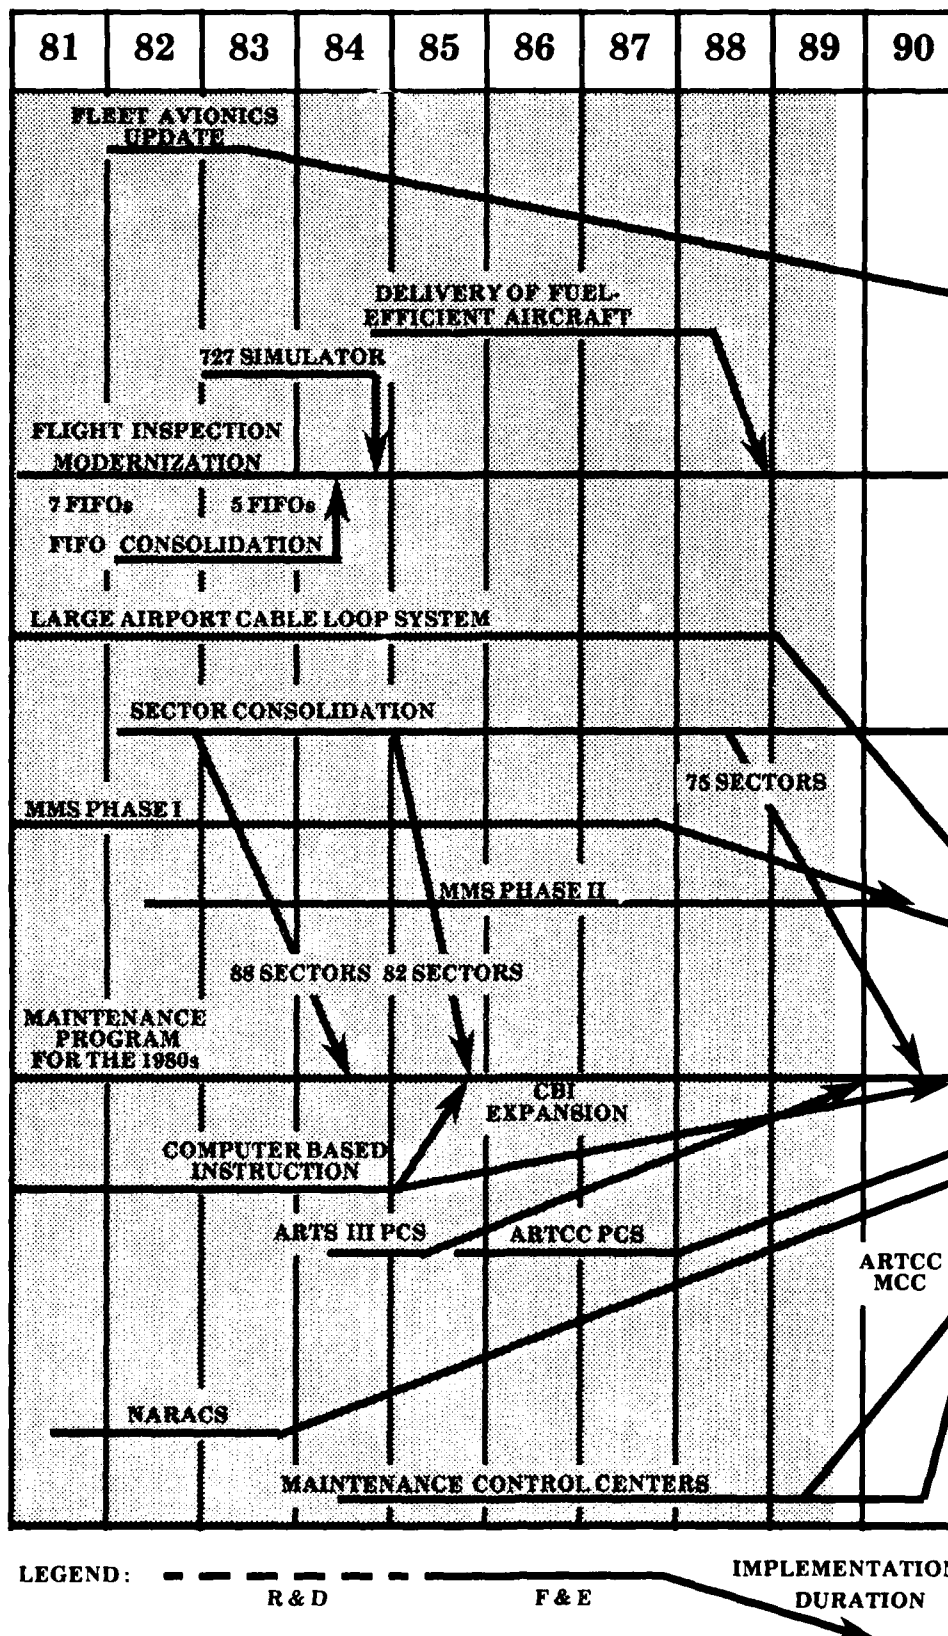 81 82 83 84 85 86 87 88 89 90
FLEET AVIONICS
UPDATE
DELIVERY OF FUEL-
EFFICIENT AIRCRAFT
727 SIMULATOR
FLIGHT INSPECTION
MODERNIZATION
7 FIFOs 5 FIFOs
FIFO CONSOLIDATION
LARGE AIRPORT CABLE LOOP SYSTEM
SECTOR CONSOLIDATION
75 SECTORS
MMS PHASE I
MMS PHASE II
88 SECTORS 82 SECTORS
MAINTENANCE
PROGRAM
FOR THE 1980s
CBI
EXPANSION
COMPUTER BASED
INSTRUCTION
ARTS III PCS ARTCC PCS
ARTCC
MCC
NARACS
MAINTENANCE CONTROL CENTERS
LEGEND:
R & D
F & E
IMPLEMENTATION
DURATION